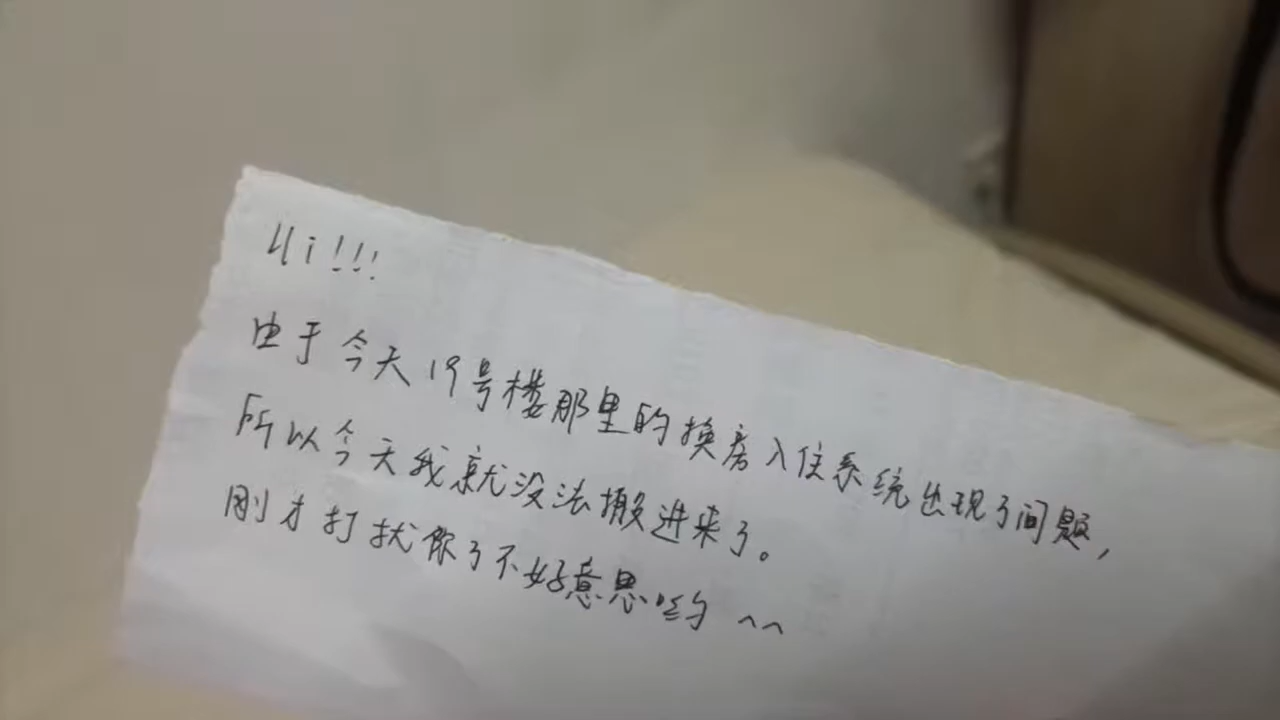 Hi!!!
由于今天19号楼那里的换房入住系统出现了问题,
所以今天我就没法搬进来了。
刚才打扰你了不好意思哟 ^^